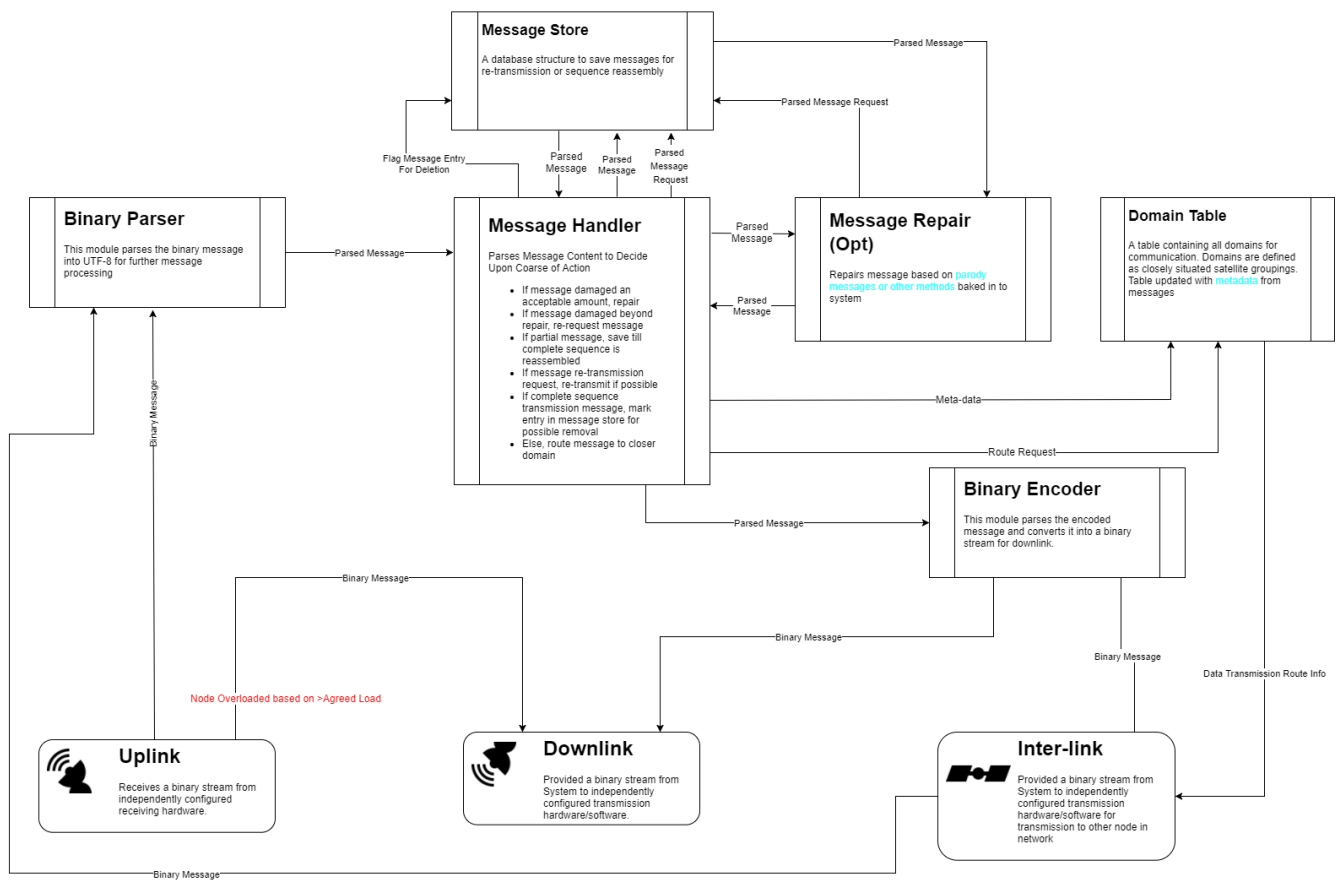 Message Store
A database structure to save messages for
re-transmission or sequence reassembly
Parsed Message
Parsed Message Request
Flag Message Entry
For Deletion
Parsed
Message
Parsed
Message
Parsed
Message
Request
Binary Parser
This module parses the binary message
into UTF-8 for further message
processing
Parsed Message
Message Handler
Parses Message Content to Decide
Upon Coarse of Action
If message damaged an
acceptable amount, repair
If message damaged beyond
repair, re-request message
If partial message, save till
complete sequence is
reassembled
If message re-transmission
request, re-transmit if possible
If complete sequence
transmission message, mark
entry in message store for
possible removal
Else, route message to closer
domain
Parsed
Message
Parsed
Message
Message Repair
(Opt)
Repairs message based on parody
messages or other methods baked in to
system
Domain Table
A table containing all domains for
communication. Domains are defined
as closely situated satellite groupings.
Table updated with metadata from
messages
Meta-data
Route Request
Binary Message
Parsed Message
Binary Encoder
This module parses the encoded
message and converts it into a binary
stream for downlink.
Binary Message
Binary Message
Binary Message
Data Transmission Route Info
Node Overloaded based on >Agreed Load
Uplink
Receives a binary stream from
independently configured
receiving hardware.
Downlink
Provided a binary stream from
System to independently
configured transmission
hardware/software.
Inter-link
Provided a binary stream from
System to independently
configured transmission
hardware/software for
transmission to other node in
network
Binary Message